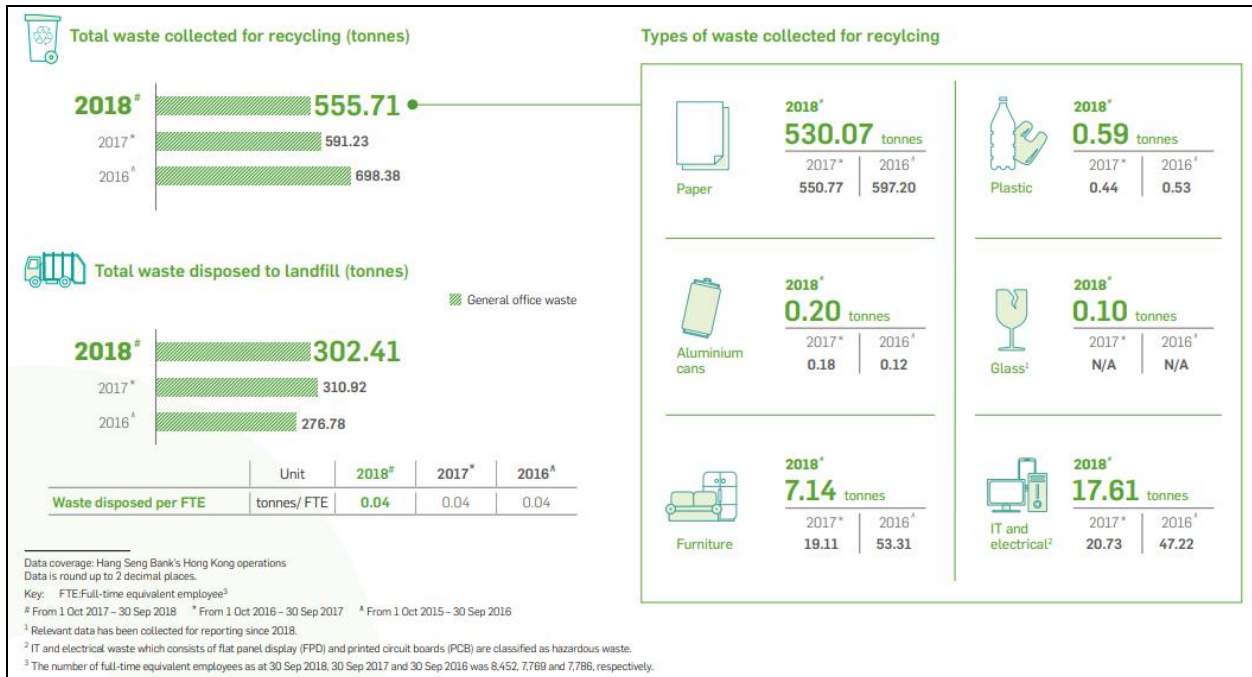 Total waste collected for recycling (tonnes)
2018#
555.71
2017*
591.23
2016^
698.38
Total waste disposed to landfill (tonnes)
General office waste
2018#
302.41
2017*
310.92
2016^
276.78
Unit 2018# 2017* 2016^
Waste disposed per FTE tonnes/ FTE 0.04 0.04 0.04
Data coverage: Hang Seng Bank's Hong Kong operations
Data is round up to 2 decimal places.
Key: FTE:Full-time equivalent employee3
# From 1 Oct 2017 – 30 Sep 2018 * From 1 Oct 2016 – 30 Sep 2017 ^ From 1 Oct 2015 – 30 Sep 2016
1 Relevant data has been collected for reporting since 2018.
2 IT and electrical waste which consists of flat panel display (FPD) and printed circuit boards (PCB) are classified as hazardous waste.
3 The number of full-time equivalent employees as at 30 Sep 2018, 30 Sep 2017 and 30 Sep 2016 was 8,452, 7,769 and 7,786, respectively.
Types of waste collected for recylcing
2018#
530.07 tonnes
2017* 2016^
550.77 597.20
Paper
2018#
0.59 tonnes
2017* 2016^
0.44 0.53
Plastic
2018#
0.20 tonnes
2017* 2016^
0.18 0.12
Aluminium
cans
2018#
0.10 tonnes
2017* 2016^
N/A N/A
Glass1
2018#
7.14 tonnes
2017* 2016^
19.11 53.31
Furniture
2018#
17.61 tonnes
2017* 2016^
20.73 47.22
IT and
electrical2